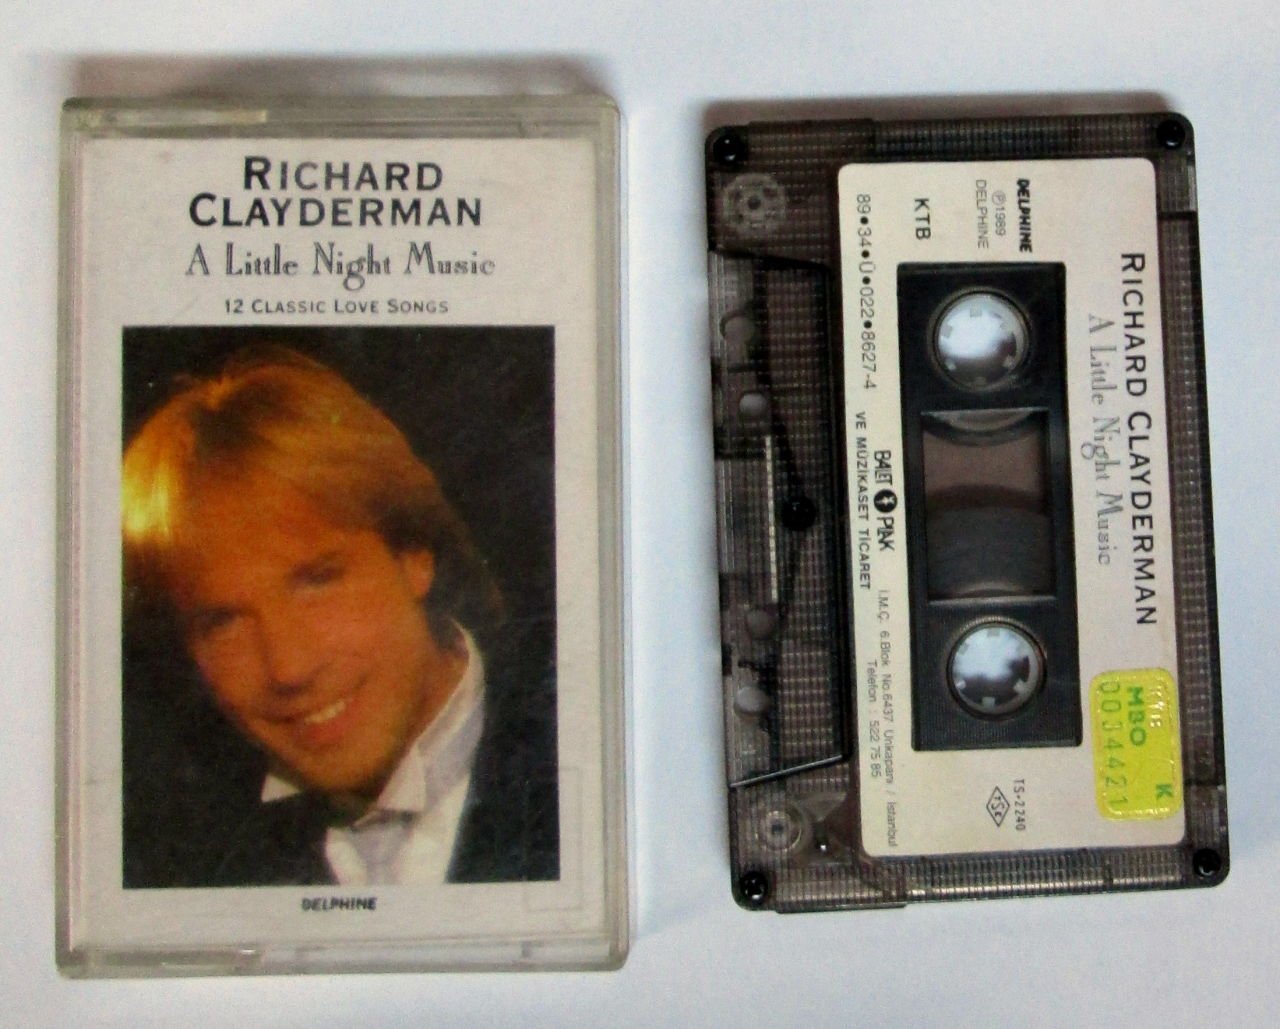 RICHARD
CLAYDERMAN
A Little Night Music
12 CLASSIC LOVE SONGS
DELPHINE
RICHARD CLAYDERMAN
A Little Night Music
DELPHINE
℗1989
DELPHINE
KTB
89•34•Ü•022•8627-4
BALET PLAK
VE MÜZİKASET TİCARET
İ.M.Ç. 6.Blok No.6437 Unkapanı / İstanbul
Telefon : 522 75 85
TS•2240
TSE
MBO K
0034421